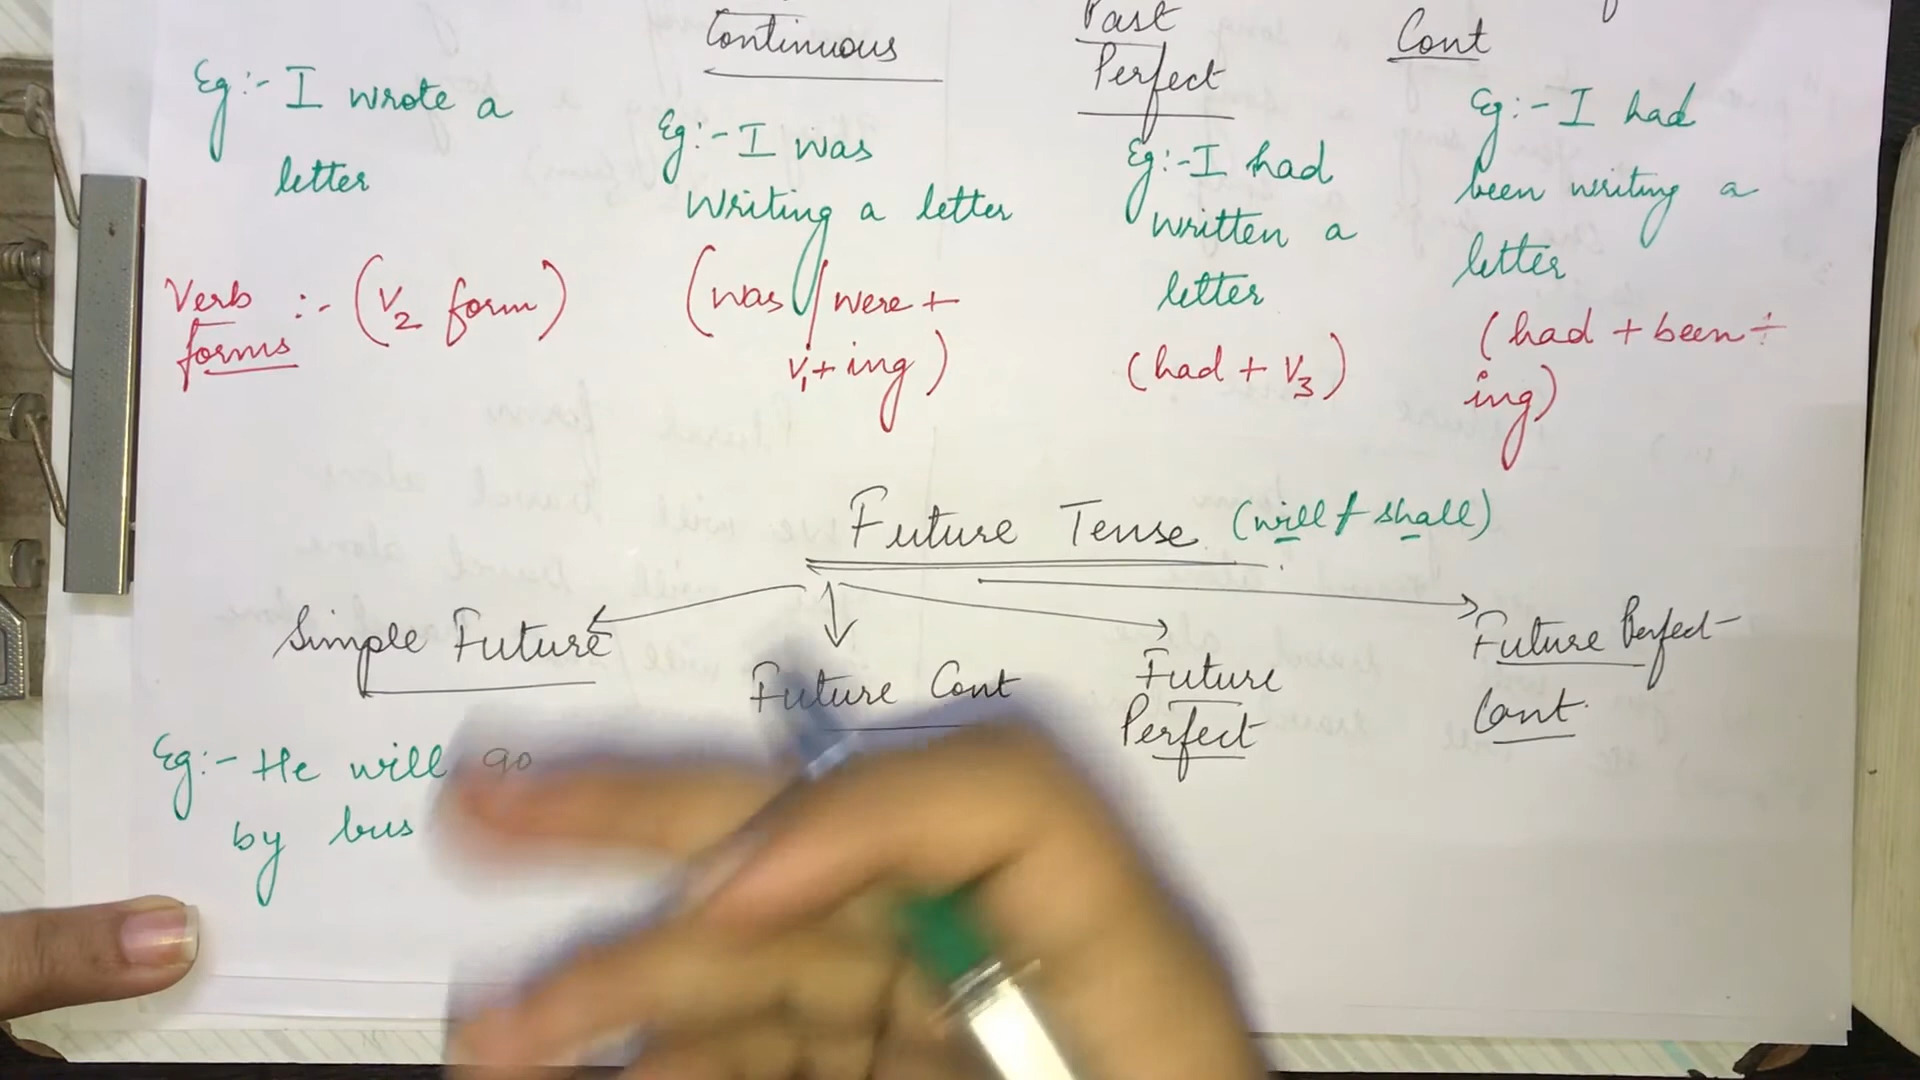 Continuous
Past
Perfect
Cont
Eg:- I wrote a
letter
Eg:- I was
writing a letter
Eg:- I had
written a
letter
Eg:- I had
been writing a
letter
Verb
forms :- (V2 form)
(was / were +
V1 + ing)
(had + V3)
(had + been +
ing)
Future Tense (will / shall)
Simple Future
Future Cont
Future
Perfect
Future Perfect
Cont.
Eg:- He will go
by bus